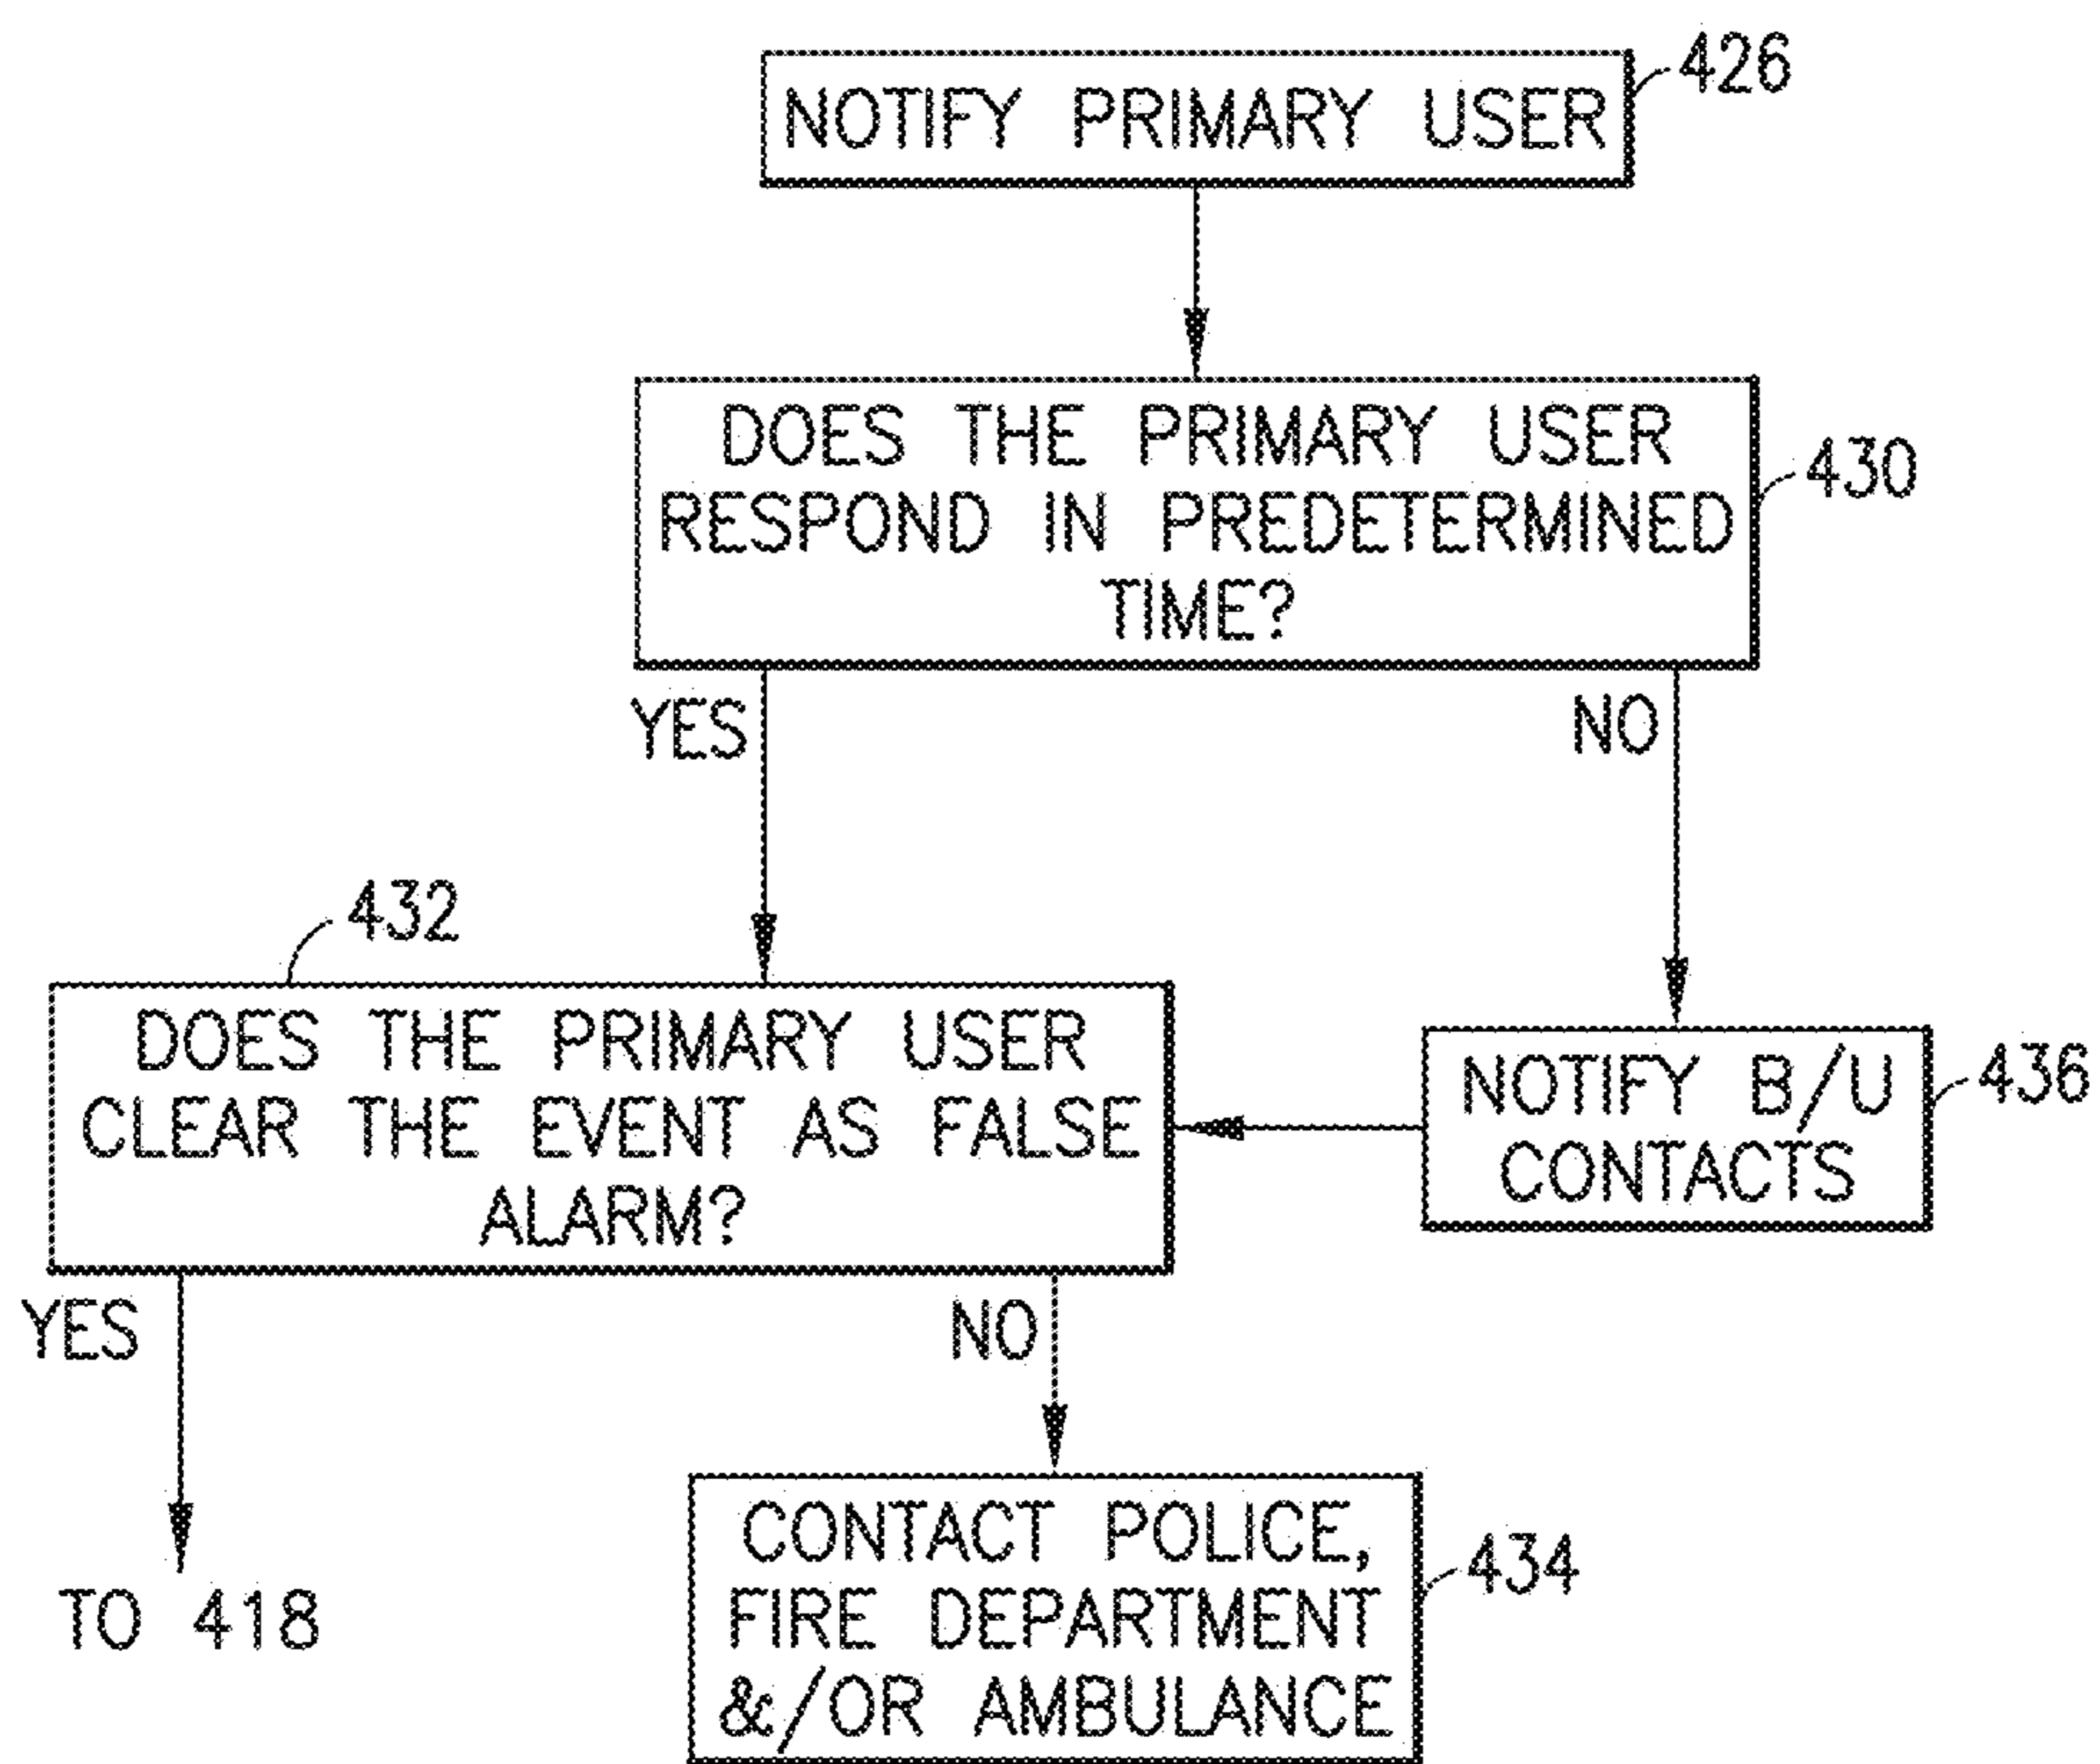 NOTIFY PRIMARY USER
426
DOES THE PRIMARY USER
RESPOND IN PREDETERMINED
TIME?
430
YES
NO
432
DOES THE PRIMARY USER
CLEAR THE EVENT AS FALSE
ALARM?
NOTIFY B/U
CONTACTS
436
YES
NO
TO 418
CONTACT POLICE,
FIRE DEPARTMENT
&/OR AMBULANCE
434